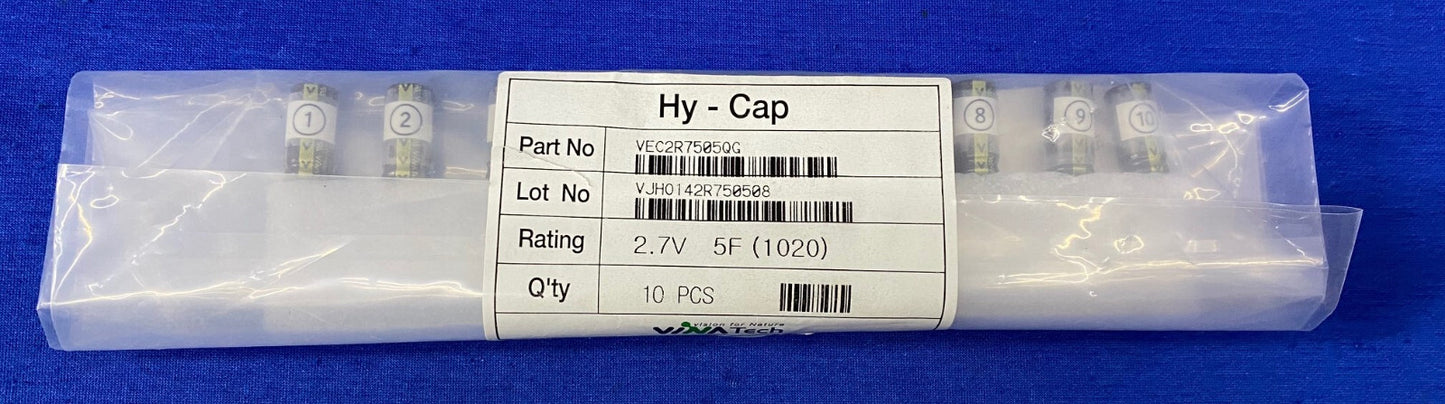 Hy - Cap
Part No VEC2R7505QG
Lot No VJH0142R750508
Rating 2.7V 5F (1020)
Q'ty 10 PCS
vision for Nature
VINATech
① ② ⑧ ⑨ ⑩